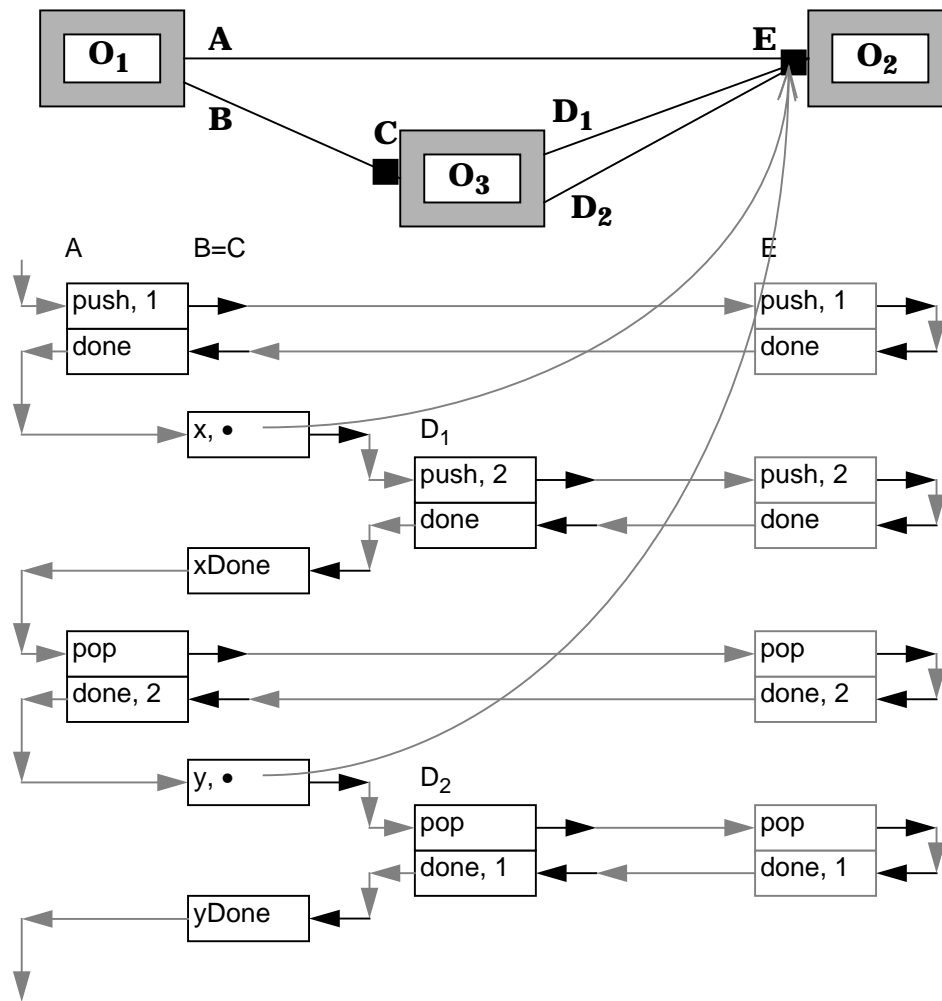 A
E
O1
O2
B
C
D1
O3
D2
A
B=C
E
push, 1
push, 1
done
done
x, •
D1
push, 2
push, 2
done
done
xDone
pop
pop
done, 2
done, 2
y, •
D2
pop
pop
done, 1
done, 1
yDone